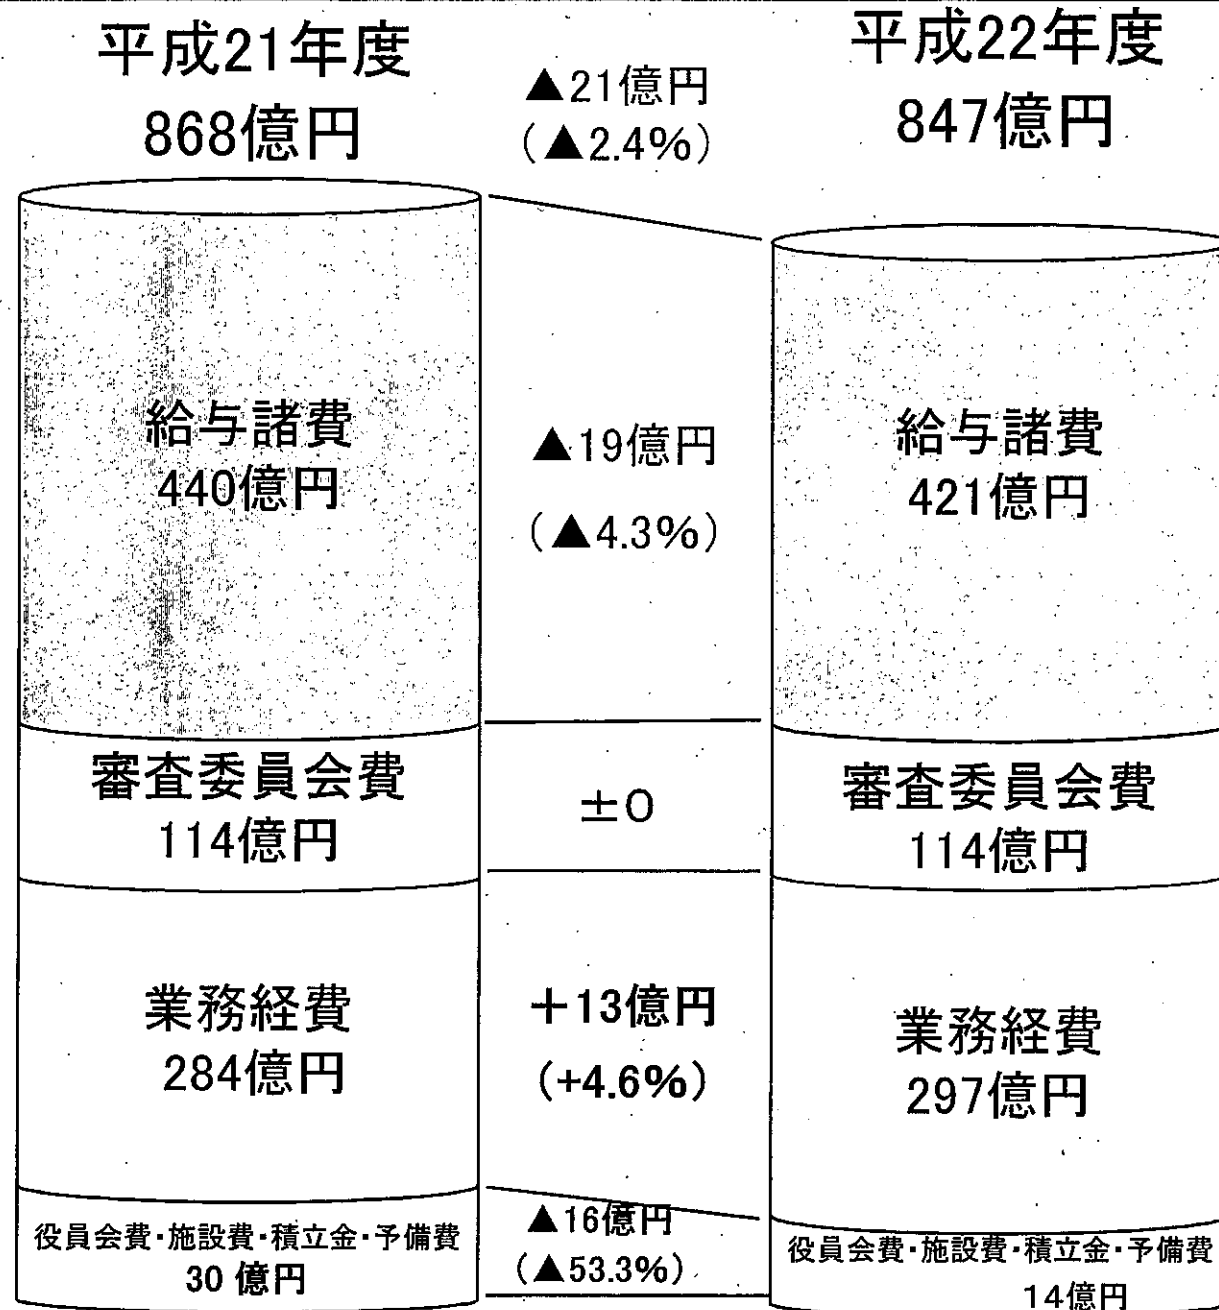 平成21年度
868億円
▲21億円
(▲2.4%)
平成22年度
847億円
給与諸費
440億円
▲19億円
(▲4.3%)
給与諸費
421億円
審査委員会費
114億円
±0
審査委員会費
114億円
業務経費
284億円
+13億円
(+4.6%)
業務経費
297億円
役員会費・施設費・積立金・予備費
30億円
▲16億円
(▲53.3%)
役員会費・施設費・積立金・予備費
14億円